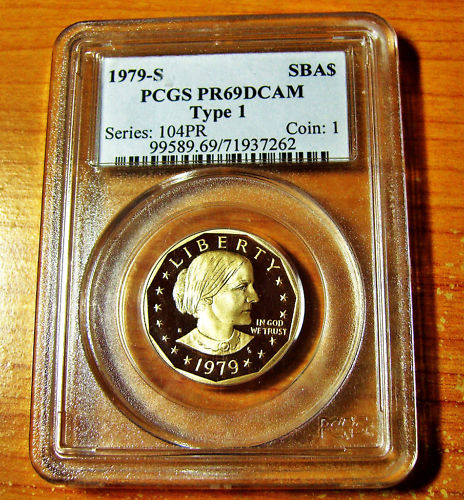 1979-S SBA$
PCGS PR69DCAM
Type 1
Series: 104PR Coin: 1
99589.69/71937262
LIBERTY
IN GOD
WE TRUST
S
1979